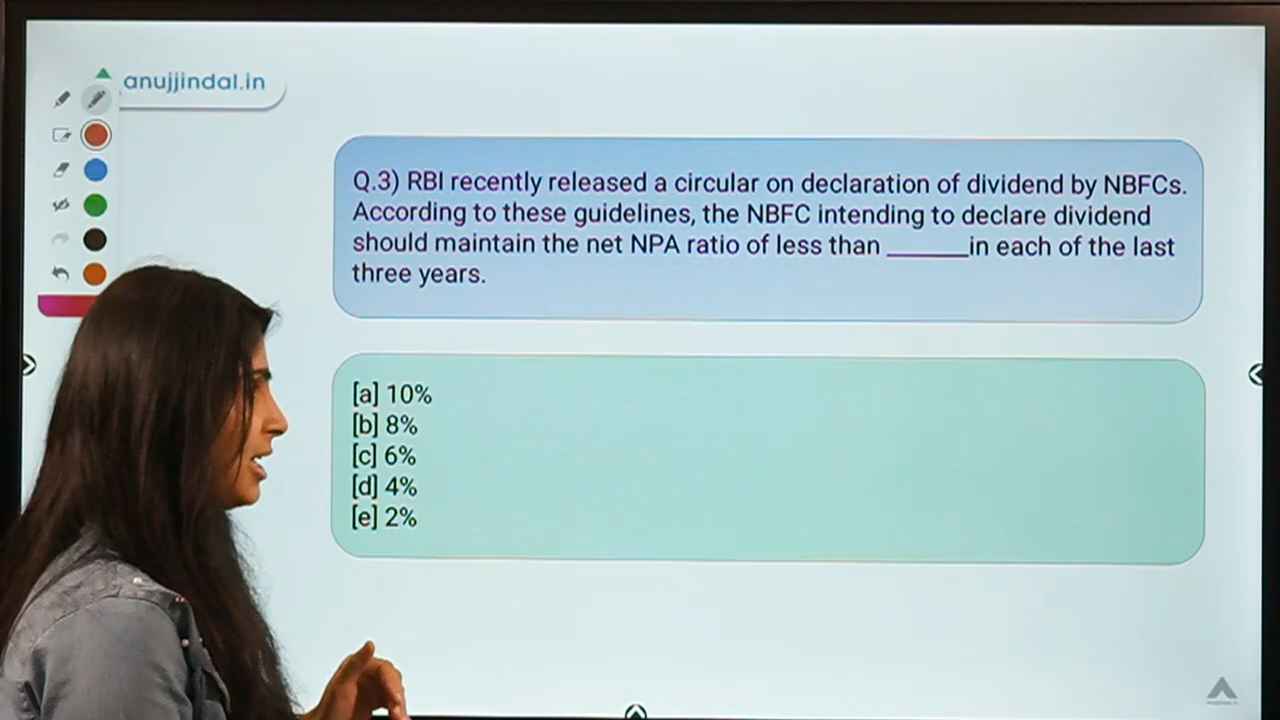 anujjindal.in
Q.3) RBI recently released a circular on declaration of dividend by NBFCs.
According to these guidelines, the NBFC intending to declare dividend
should maintain the net NPA ratio of less than ______in each of the last
three years.
[a] 10%
[b] 8%
[c] 6%
[d] 4%
[e] 2%